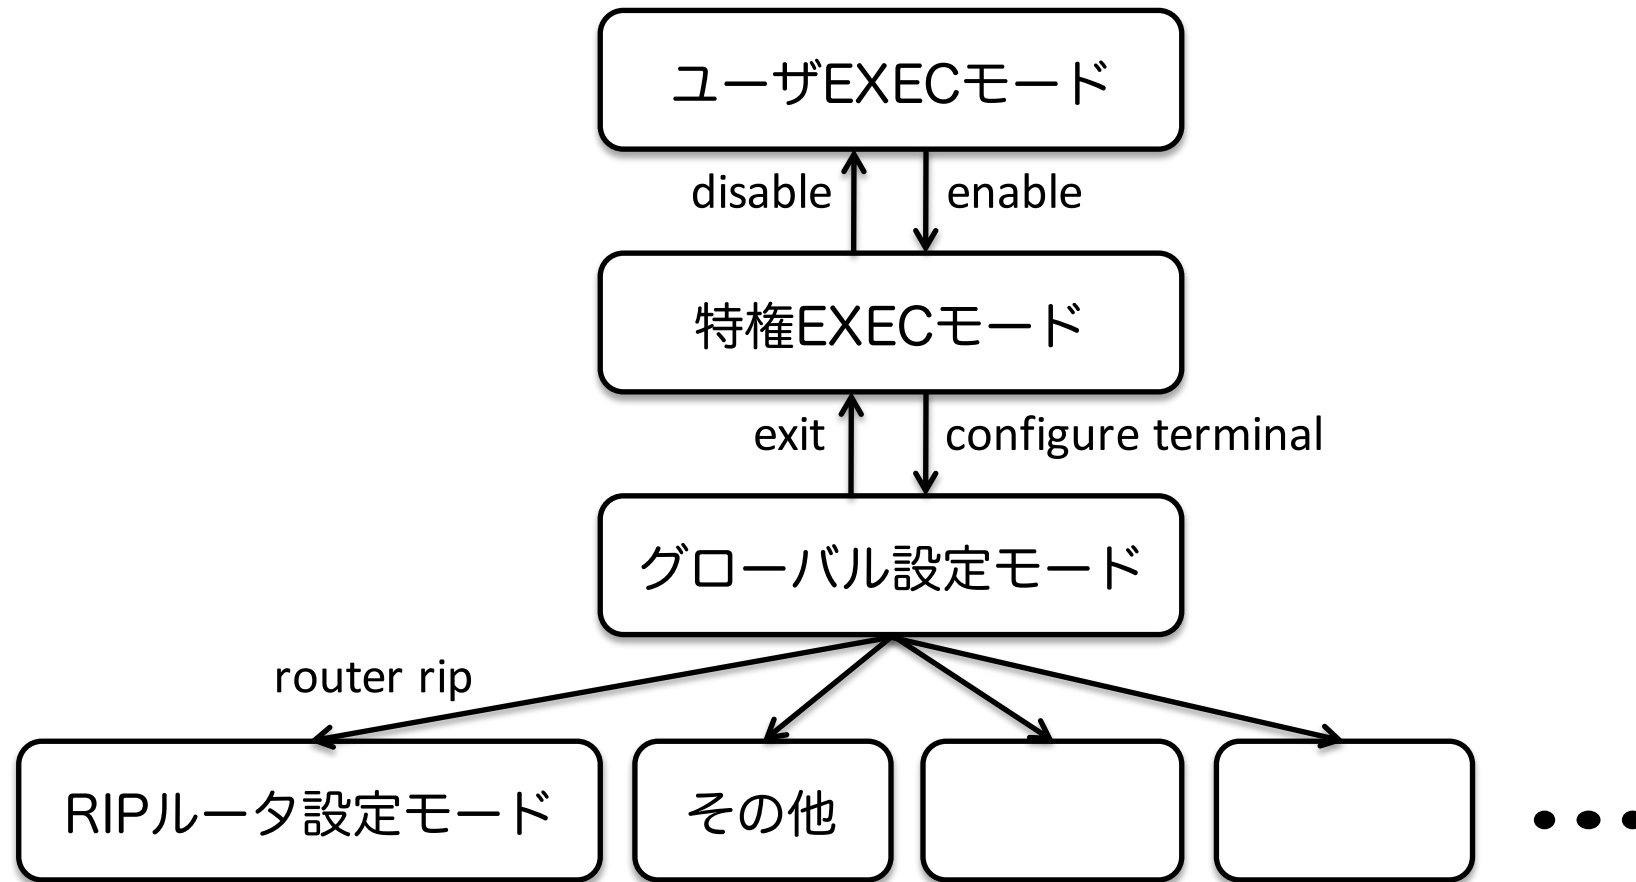 ユーザEXECモード
disable
enable
特権EXECモード
exit
configure terminal
グローバル設定モード
router rip
RIPルータ設定モード
その他
•••